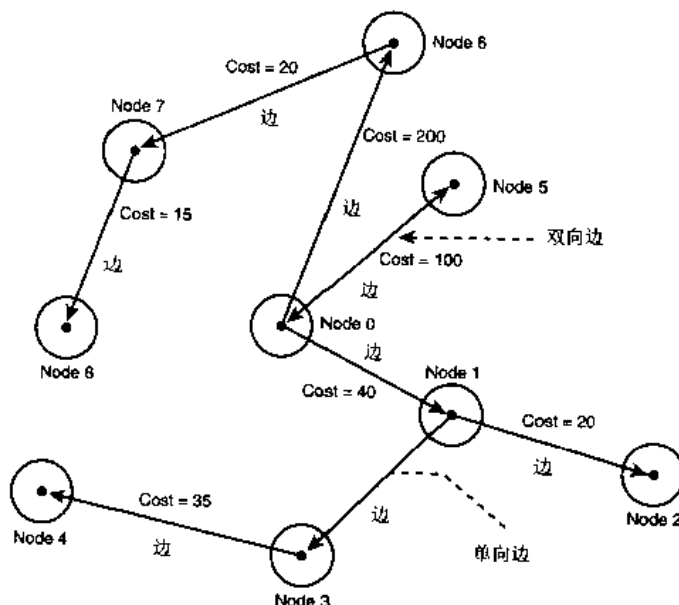 Node 6
Cost = 20
边
Node 7
Cost = 200
Node 5
Cost = 15
边
双向边
边
Cost = 100
边
Node 0
Node 6
边
Node 1
Cost = 40
Cost = 20
边
Node 2
Cost = 35
边
Node 4
边
单向边
Node 3